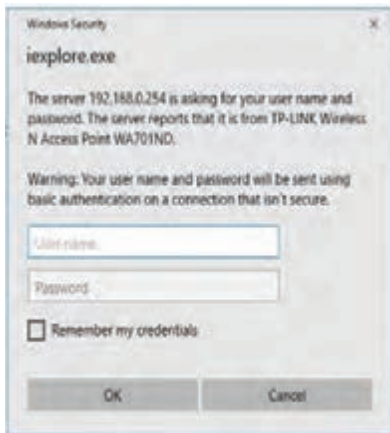 Windows Security
iexplore.exe
The server 192.168.0.254 is asking for your user name and
password. The server reports that it is from TP-LINK Wireless
N Access Point WA701ND.
Warning: Your user name and password will be sent using
basic authentication on a connection that isn't secure.
User name
Password
Remember my credentials
OK
Cancel